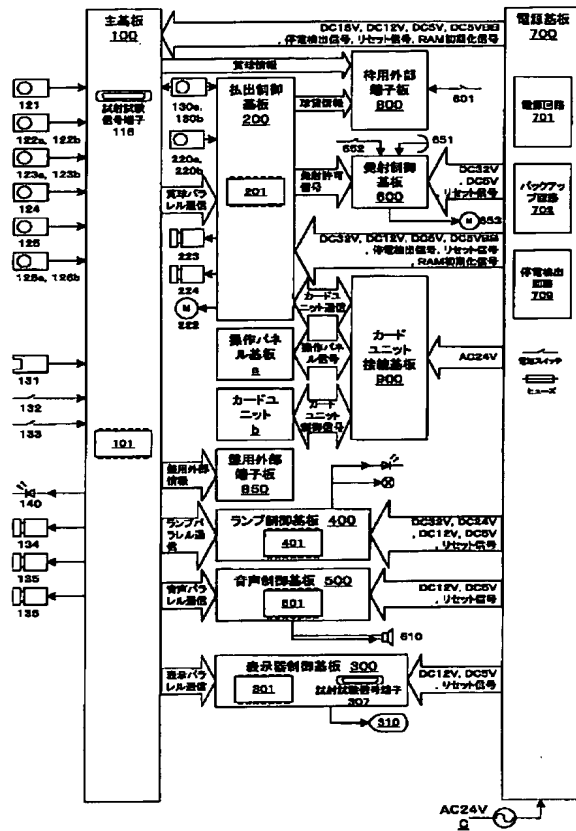 主基板
100
試射試験
信号端子
116
DC18V, DC12V, DC5V, DC5VBBU
, 停電検出信号, リセット信号, RAM初期化信号
電源基板
700
賞球情報
121
122a, 122b
123a, 123b
124
125
126a, 126b
130a,
130b
220a,
220b
払出制御
基板
200
201
球貸情報
枠用外部
端子板
800
601
電源回路
701
賞球パラ
レル通信
発射許可
信号
652
651
発射制御
基板
600
653
DC32V
, DC5V,
リセット信号
バックアッ
プ回路
702
223
224
222
DC32V, DC12V, DC5V, DC5VBBU
, 停電検出信号, リセット信号,
RAM初期化信号
停電検出
回路
709
カードユ
ニット通信
操作パ
ネル基板
a
操作パネ
ル信号
カード
ユニット
接続基板
900
AC24V
電源スイッチ
ヒューズ
カードユ
ニット
b
カード
ユニット
制御信号
131
132
133
101
140
134
135
136
盤用外部
情報
盤用外部
端子板
850
ランプパ
ラレル通
信
ランプ制御基板 400
401
DC32V, DC24V
, DC12V, DC5V
, リセット信号
音声パラ
レル通信
音声制御基板 500
501
DC12V, DC5V
, リセット信号
510
表示パラ
レル通信
表示器制御基板 300
301
試射試験信号端子
307
DC12V, DC5V
, リセット信号
310
AC24V
C